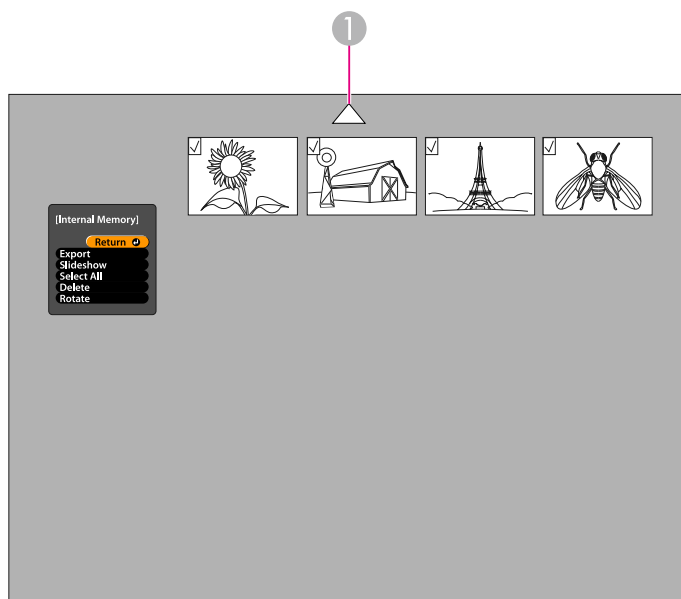 1
[Internal Memory]
Return
Export
Slideshow
Select All
Delete
Rotate